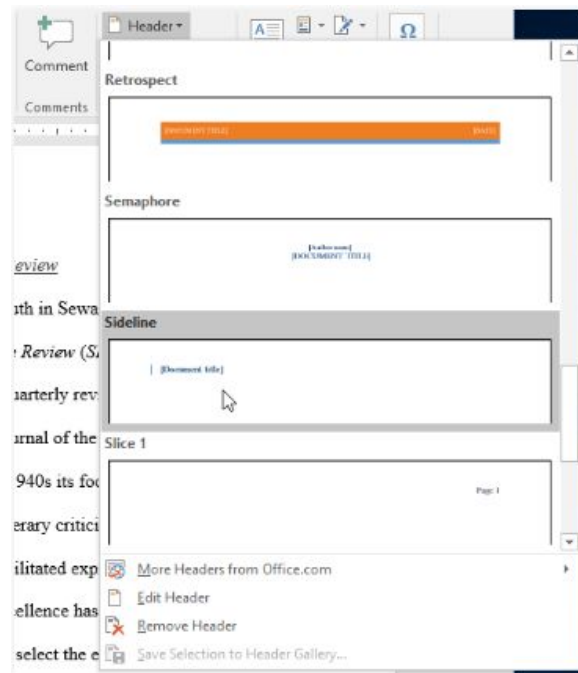 Header
Comment
Comments
Retrospect
[DOCUMENT TITLE] [DATE]
Semaphore
[Author name]
[DOCUMENT TITLE]
Sideline
[Document title]
Slice 1
Page 1
More Headers from Office.com
Edit Header
Remove Header
Save Selection to Header Gallery...
eview
uth in Sewa
Review (S
uarterly rev
urnal of the
940s its foc
erary critici
ilitated exp
ellence has
select the e